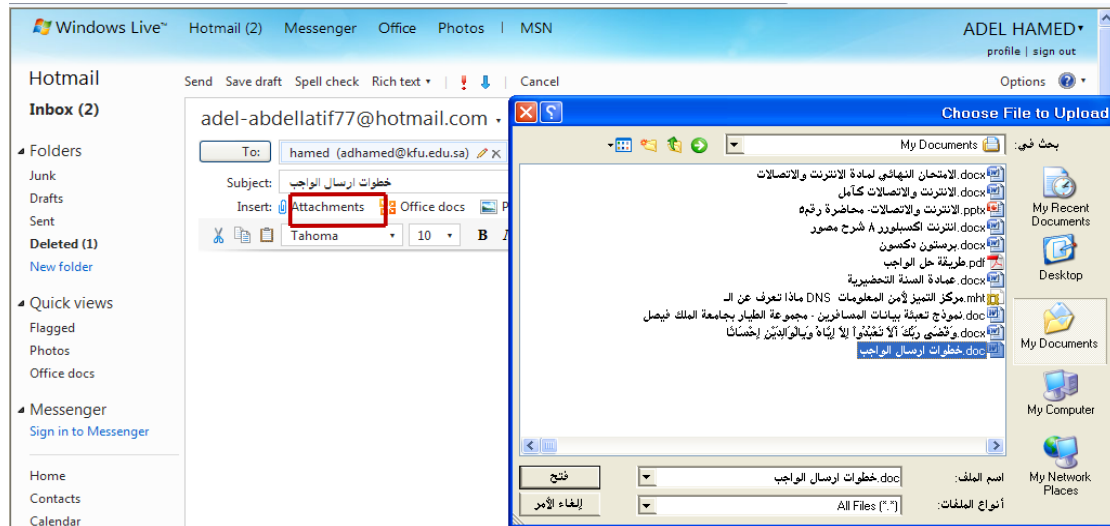 Windows Live™ Hotmail (2) Messenger Office Photos | MSN ADEL HAMED
profile | sign out
Hotmail
Send Save draft Spell check Rich text Cancel Options
Inbox (2)
Folders
Junk
Drafts
Sent
Deleted (1)
New folder
Quick views
Flagged
Photos
Office docs
Messenger
Sign in to Messenger
Home
Contacts
Calendar
adel-abdellatif77@hotmail.com
To: hamed (adhamed@kfu.edu.sa)
Subject: خطوات ارسال الواجب
Insert: Attachments Office docs
Tahoma 10 B
Choose File to Upload
بحث في: My Documents
الامتحان النهائي لمادة الانترنت والاتصالات.docx
الانترنت والاتصالات كآمل.docx
الانترنت والاتصالات- محاضرة رقم٥.pptx
انترنت اكسبلورر ٨ شرح مصور.docx
برستون دكسون.docx
طريقة حل الواجب.pdf
عمادة السنة التحضيرية.docx
مركز التميز لأمن المعلومات DNS ماذا تعرف عن الـ.mht
نموذج تعبئة بيانات المسافرين - مجموعة الطيار بجامعة الملك فيصل.doc
وَقَضَى رَبُّكَ أَلاَّ تَعْبُدُواْ إِلاَّ إِيَّاهُ وَبِالْوَالِدَيْنِ إِحْسَانًا.docx
خطوات ارسال الواجب.doc
My Recent Documents
Desktop
My Documents
My Computer
My Network Places
اسم الملف: خطوات ارسال الواجب.doc فتح
أنواع الملفات: All Files (*.*) إلغاء الأمر